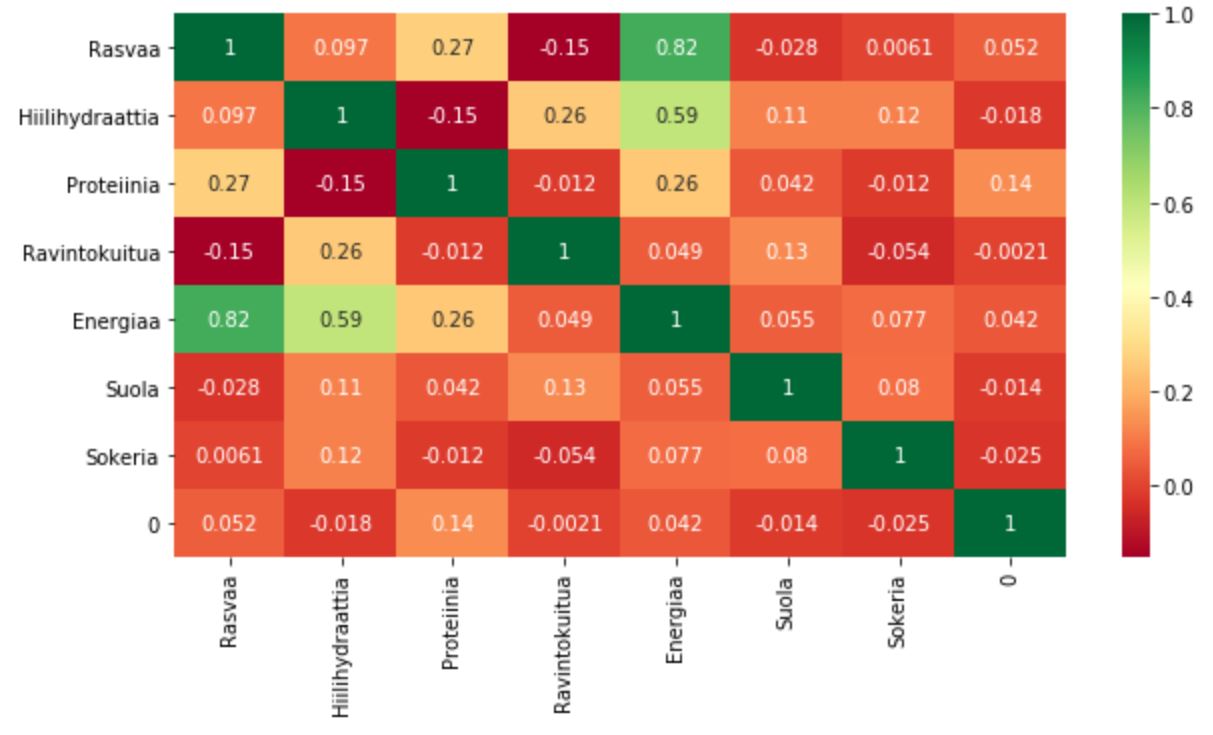 Rasvaa 1 0.097 0.27 -0.15 0.82 -0.028 0.0061 0.052
Hiilihydraattia 0.097 1 -0.15 0.26 0.59 0.11 0.12 -0.018
Proteiinia 0.27 -0.15 1 -0.012 0.26 0.042 -0.012 0.14
Ravintokuitua -0.15 0.26 -0.012 1 0.049 0.13 -0.054 -0.0021
Energiaa 0.82 0.59 0.26 0.049 1 0.055 0.077 0.042
Suola -0.028 0.11 0.042 0.13 0.055 1 0.08 -0.014
Sokeria 0.0061 0.12 -0.012 -0.054 0.077 0.08 1 -0.025
0 0.052 -0.018 0.14 -0.0021 0.042 -0.014 -0.025 1
Rasvaa
Hiilihydraattia
Proteiinia
Ravintokuitua
Energiaa
Suola
Sokeria
0
1.0
0.8
0.6
0.4
0.2
0.0